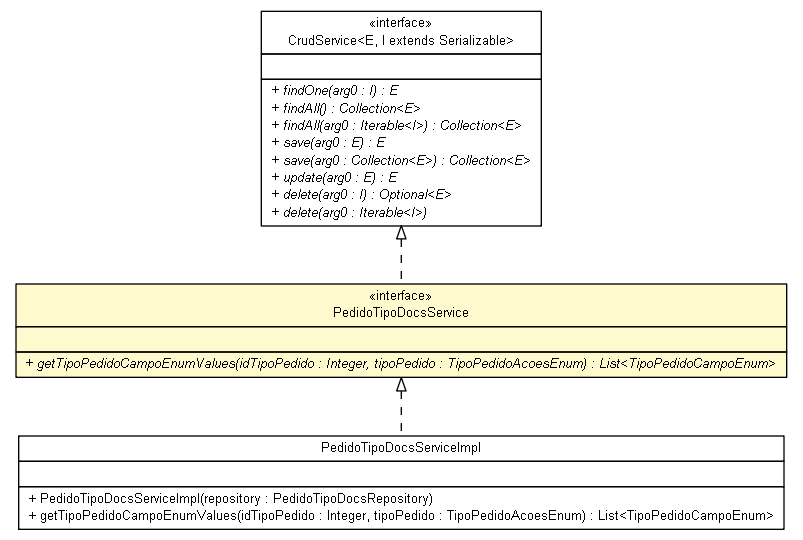 «interface»
CrudService<E, I extends Serializable>
+ findOne(arg0 : I) : E
+ findAll() : Collection<E>
+ findAll(arg0 : Iterable<I>) : Collection<E>
+ save(arg0 : E) : E
+ save(arg0 : Collection<E>) : Collection<E>
+ update(arg0 : E) : E
+ delete(arg0 : I) : Optional<E>
+ delete(arg0 : Iterable<I>)
«interface»
PedidoTipoDocsService
+ getTipoPedidoCampoEnumValues(idTipoPedido : Integer, tipoPedido : TipoPedidoAcoesEnum) : List<TipoPedidoCampoEnum>
PedidoTipoDocsServiceImpl
+ PedidoTipoDocsServiceImpl(repository : PedidoTipoDocsRepository)
+ getTipoPedidoCampoEnumValues(idTipoPedido : Integer, tipoPedido : TipoPedidoAcoesEnum) : List<TipoPedidoCampoEnum>